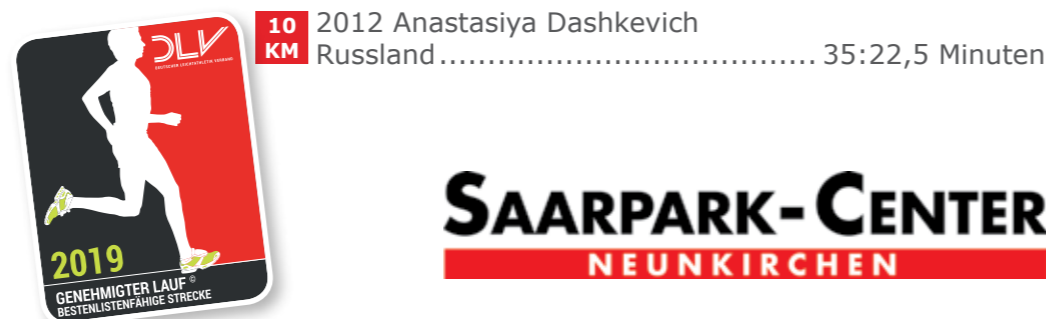 10 KM
2012 Anastasiya Dashkevich
Russland....................................... 35:22,5 Minuten
DLV
DEUTSCHER LEICHTATHLETIK VERBAND
2019
GENEHMIGTER LAUF ©
BESTENLISTENFÄHIGE STRECKE
SAARPARK-CENTER
NEUNKIRCHEN